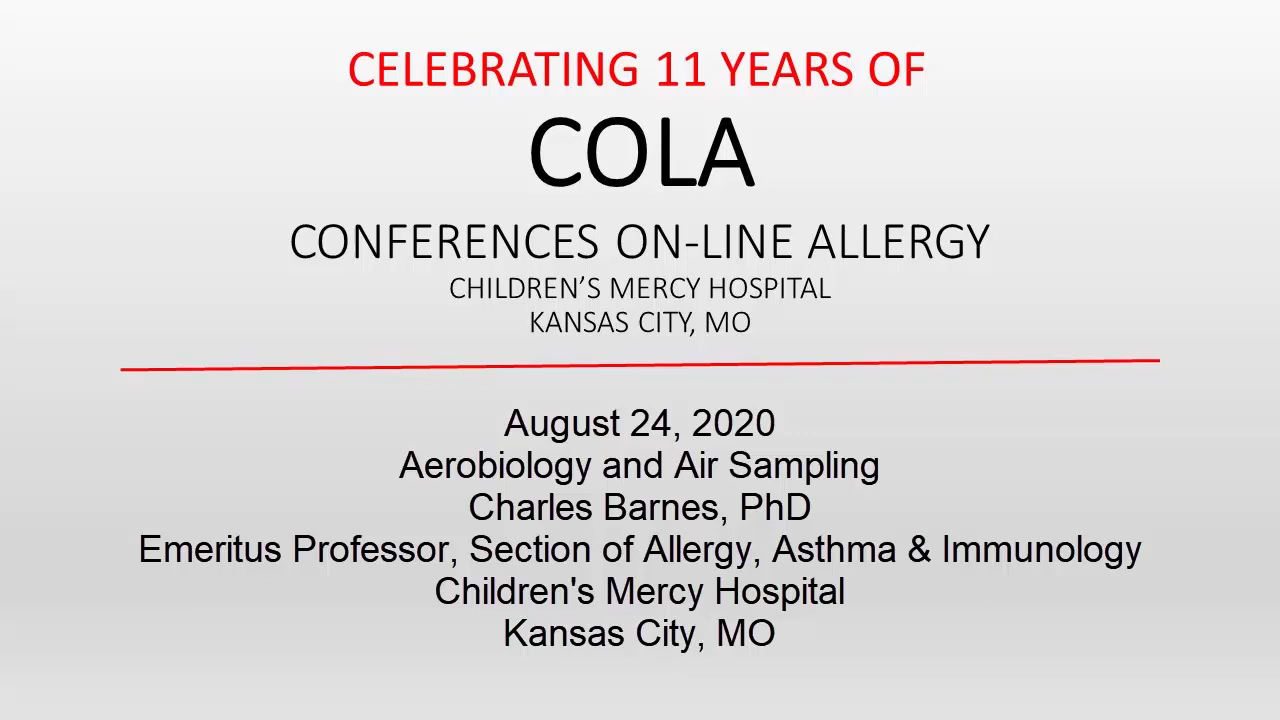 CELEBRATING 11 YEARS OF
COLA
CONFERENCES ON-LINE ALLERGY
CHILDREN’S MERCY HOSPITAL
KANSAS CITY, MO
August 24, 2020
Aerobiology and Air Sampling
Charles Barnes, PhD
Emeritus Professor, Section of Allergy, Asthma & Immunology
Children's Mercy Hospital
Kansas City, MO